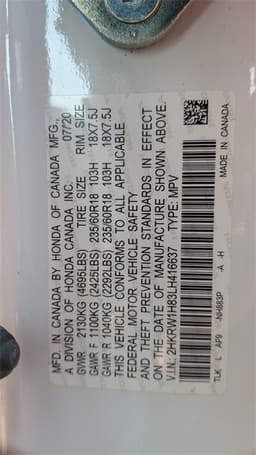 MFD. IN CANADA BY HONDA OF CANADA MFG.,
A DIVISION OF HONDA CANADA INC. 07/20
GVWR 2130KG (4695LBS) TIRE SIZE RIM SIZE
GAWR F 1100KG (2425LBS) 235/60R18 103H 18X7.5J
GAWR R 1040KG (2292LBS) 235/60R18 103H 18X7.5J
THIS VEHICLE CONFORMS TO ALL APPLICABLE
FEDERAL MOTOR VEHICLE SAFETY
AND THEFT PREVENTION STANDARDS IN EFFECT
ON THE DATE OF MANUFACTURE SHOWN ABOVE.
V.I.N: 2HKRW1H83LH416637 TYPE: MPV
NH883P A -H
TLK L AF9 MADE IN CANADA